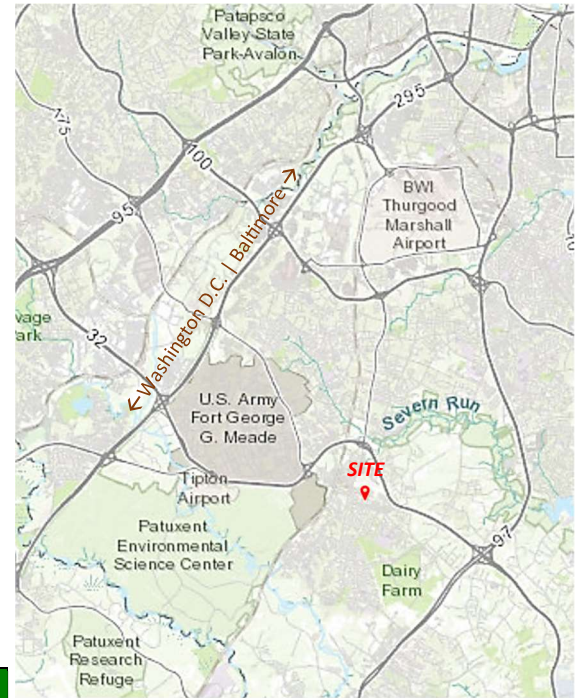 Patapsco
Valley State
Park-Avalon
175
100
295
95
BWI
Thurgood
Marshall
Airport
← Washington D.C. | Baltimore →
vage
ark
32
U.S. Army
Fort George
G. Meade
Severn Run
SITE
Tipton
Airport
97
Patuxent
Environmental
Science Center
Dairy
Farm
Patuxent
Research
Refuge